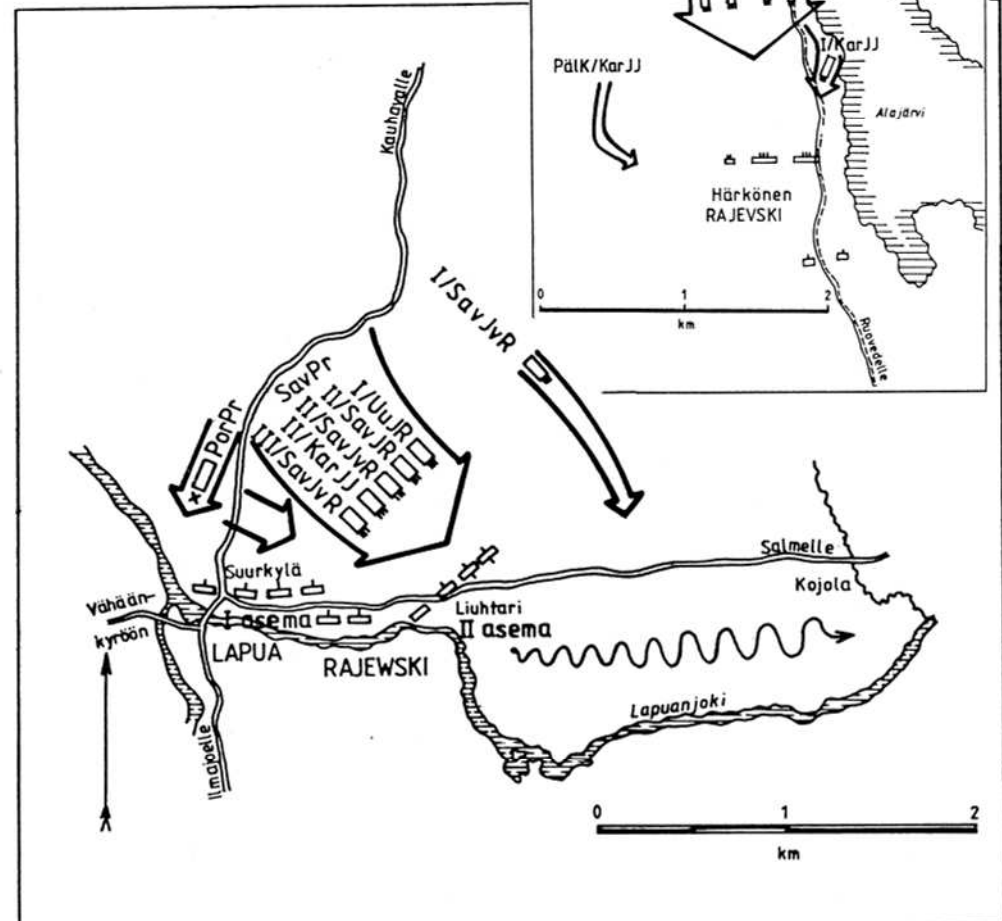 I/KarJJ
PälK/KarJJ
Alajärvi
Härkönen
RAJEVSKI
0 1 2
km
Ruovedelle
Kauhavalle
I/SavJvR
SavPr
I/UuJR
II/SavJR
II/SavJvR
II/KarJJ
III/SavJvR
PorPr
Suurkylä
Salmelle
Kojola
Vähään-
kyröön
I asema
Liuhtari
II asema
LAPUA
RAJEWSKI
Lapuanjoki
Ilmajoelle
0 1 2
km